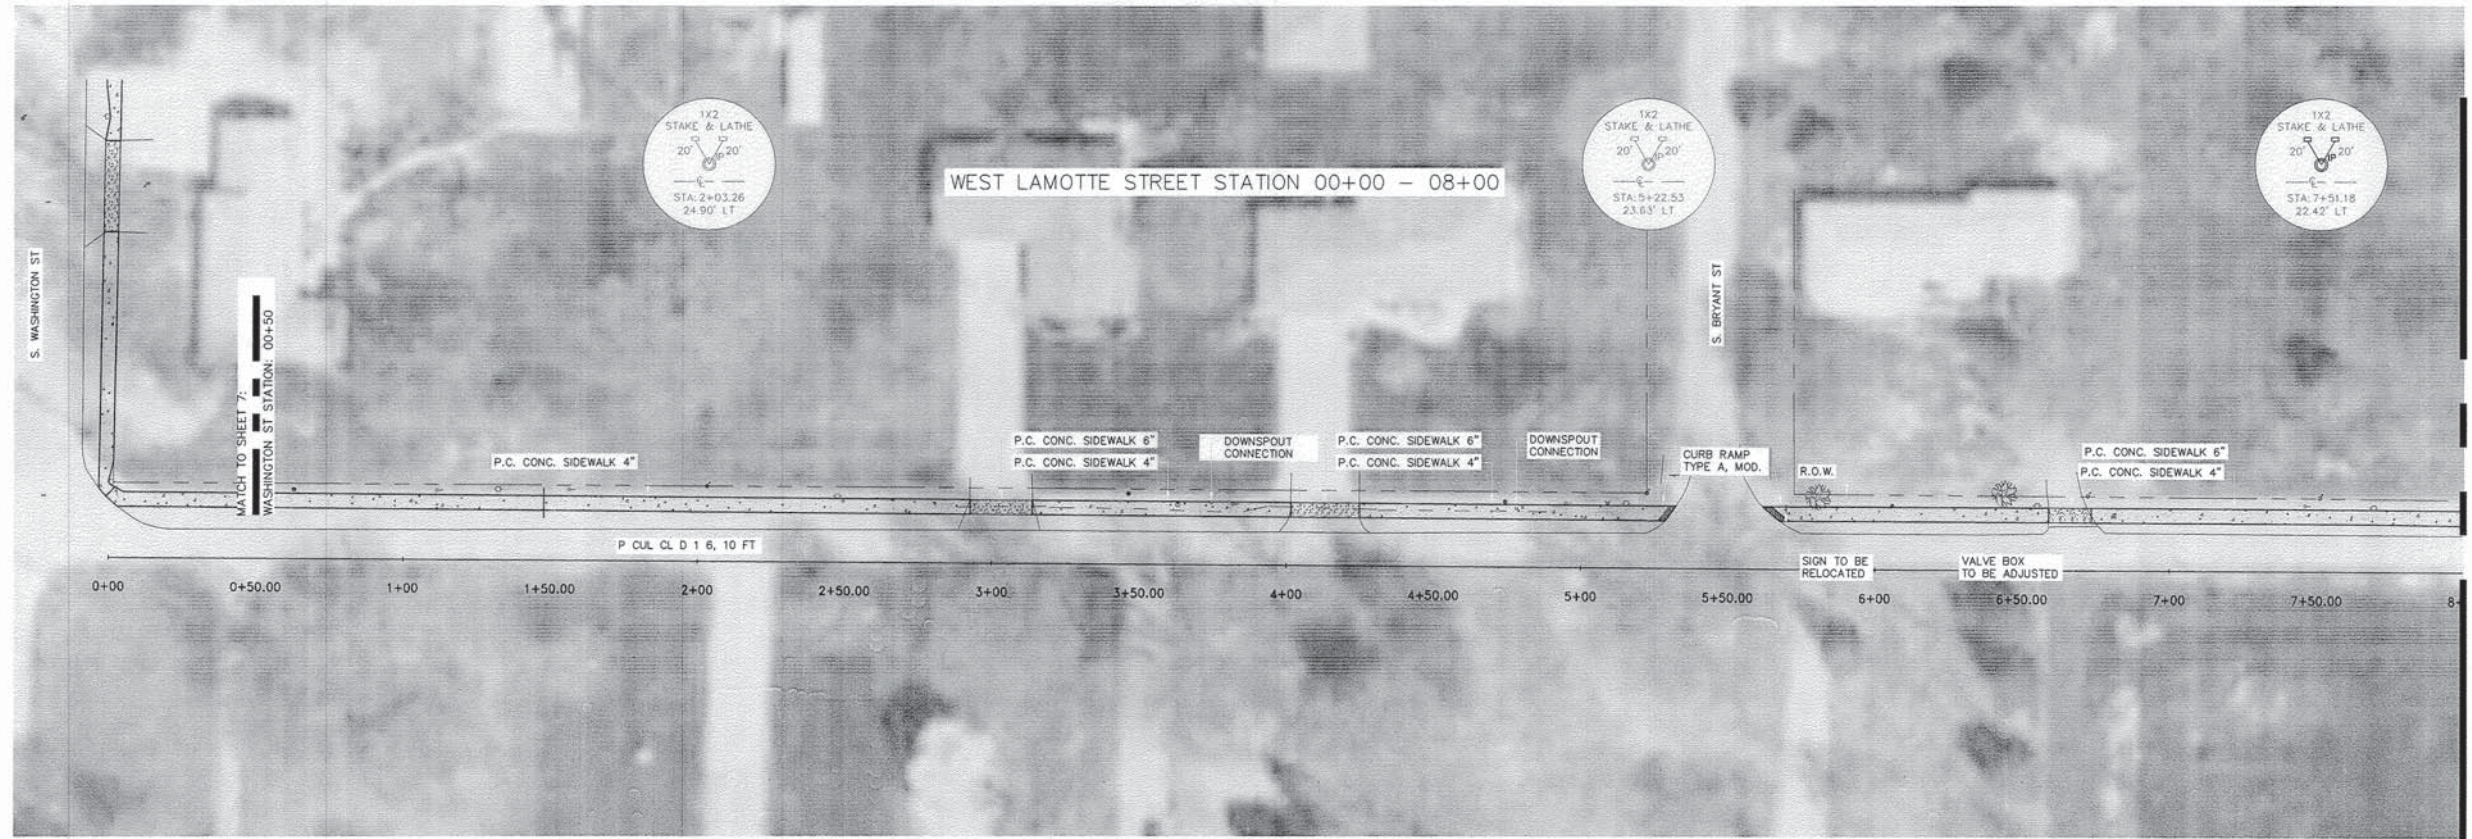 1X2
STAKE & LATHE
20' 20'
IP
℄
STA: 2+03.26
24.90' LT
1X2
STAKE & LATHE
20' 20'
IP
℄
STA: 5+22.53
23.63' LT
1X2
STAKE & LATHE
20' 20'
IP
℄
STA: 7+51.18
22.42' LT
WEST LAMOTTE STREET STATION 00+00 - 08+00
S. WASHINGTON ST
MATCH TO SHEET 7:
WASHINGTON ST STATION: 00+50
S. BRYANT ST
P.C. CONC. SIDEWALK 4"
P.C. CONC. SIDEWALK 6"
P.C. CONC. SIDEWALK 4"
DOWNSPOUT
CONNECTION
P.C. CONC. SIDEWALK 6"
P.C. CONC. SIDEWALK 4"
DOWNSPOUT
CONNECTION
CURB RAMP
TYPE A, MOD.
R.O.W.
P.C. CONC. SIDEWALK 6"
P.C. CONC. SIDEWALK 4"
P CUL CL D 1 6, 10 FT
SIGN TO BE
RELOCATED
VALVE BOX
TO BE ADJUSTED
0+00 0+50.00 1+00 1+50.00 2+00 2+50.00 3+00 3+50.00 4+00 4+50.00 5+00 5+50.00 6+00 6+50.00 7+00 7+50.00 8+